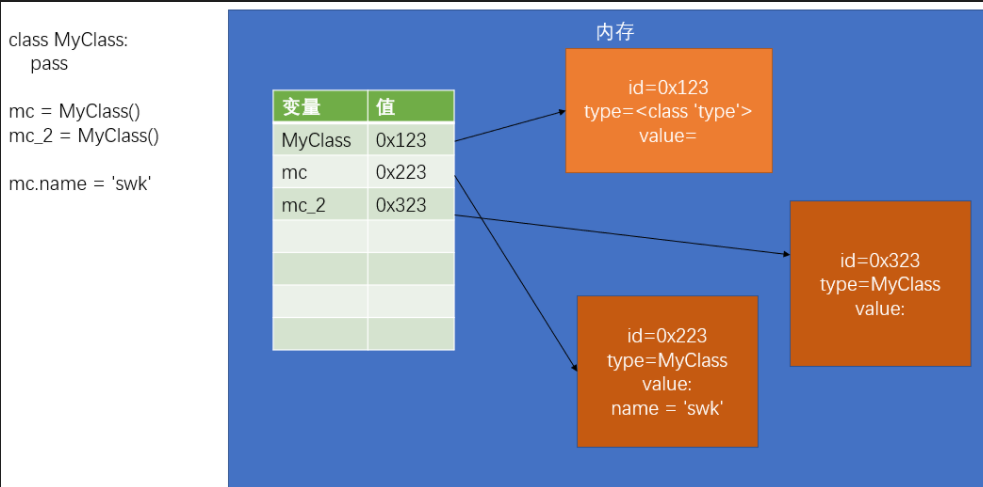 class MyClass:
pass
mc = MyClass()
mc_2 = MyClass()
mc.name = 'swk'
内存
变量 值
MyClass 0x123
mc 0x223
mc_2 0x323
id=0x123
type=<class 'type'>
value=
id=0x323
type=MyClass
value:
id=0x223
type=MyClass
value:
name = 'swk'